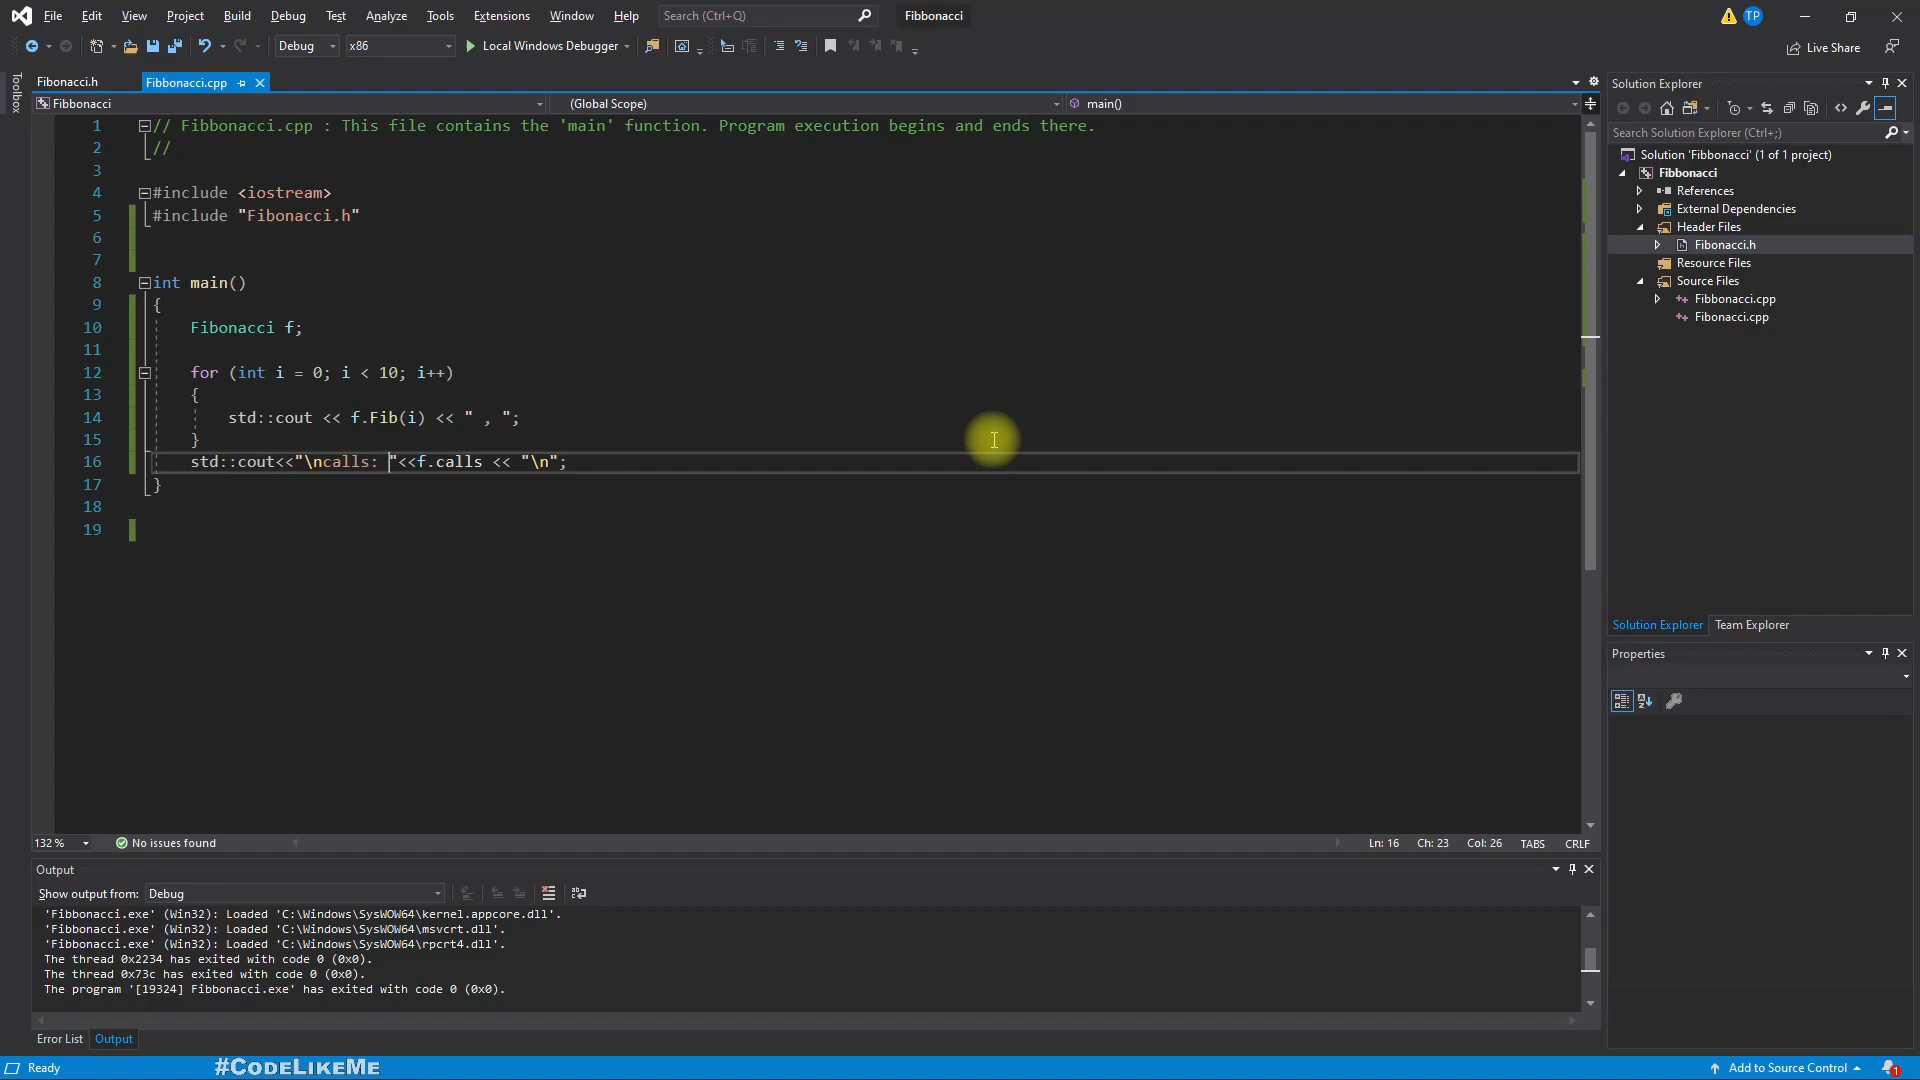 File Edit View Project Build Debug Test Analyze Tools Extensions Window Help Search (Ctrl+Q) Fibbonacci TP
Debug x86 Local Windows Debugger Live Share
Toolbox
Fibonacci.h Fibbonacci.cpp
Fibbonacci (Global Scope) main()
1 // Fibbonacci.cpp : This file contains the 'main' function. Program execution begins and ends there.
2 //
3
4 #include <iostream>
5 #include "Fibonacci.h"
6
7
8 int main()
9 {
10 Fibonacci f;
11
12 for (int i = 0; i < 10; i++)
13 {
14 std::cout << f.Fib(i) << " , ";
15 }
16 std::cout<<"\ncalls: "<<f.calls << "\n";
17 }
18
19
132 % No issues found Ln: 16 Ch: 23 Col: 26 TABS CRLF
Output
Show output from: Debug
'Fibbonacci.exe' (Win32): Loaded 'C:\Windows\SysWOW64\kernel.appcore.dll'.
'Fibbonacci.exe' (Win32): Loaded 'C:\Windows\SysWOW64\msvcrt.dll'.
'Fibbonacci.exe' (Win32): Loaded 'C:\Windows\SysWOW64\rpcrt4.dll'.
The thread 0x2234 has exited with code 0 (0x0).
The thread 0x73c has exited with code 0 (0x0).
The program '[19324] Fibbonacci.exe' has exited with code 0 (0x0).
Error List Output
Solution Explorer
Search Solution Explorer (Ctrl+;)
Solution 'Fibbonacci' (1 of 1 project)
Fibbonacci
References
External Dependencies
Header Files
Fibonacci.h
Resource Files
Source Files
Fibbonacci.cpp
Fibonacci.cpp
Solution Explorer Team Explorer
Properties
Ready #CodeLikeMe Add to Source Control 1